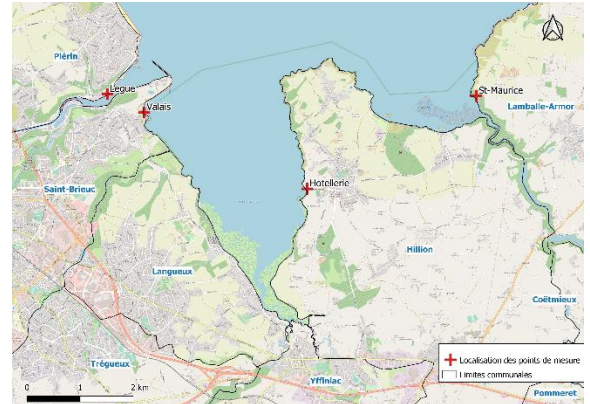 Plérin
Légue
Valais
St-Maurice
Lamballe-Armor
Saint-Brieuc
Hotellerie
Hillion
Langueux
Coëtmieux
Trégueux
Yffiniac
Pommeret
Localisation des points de mesure
Limites communales
0 1 2 km